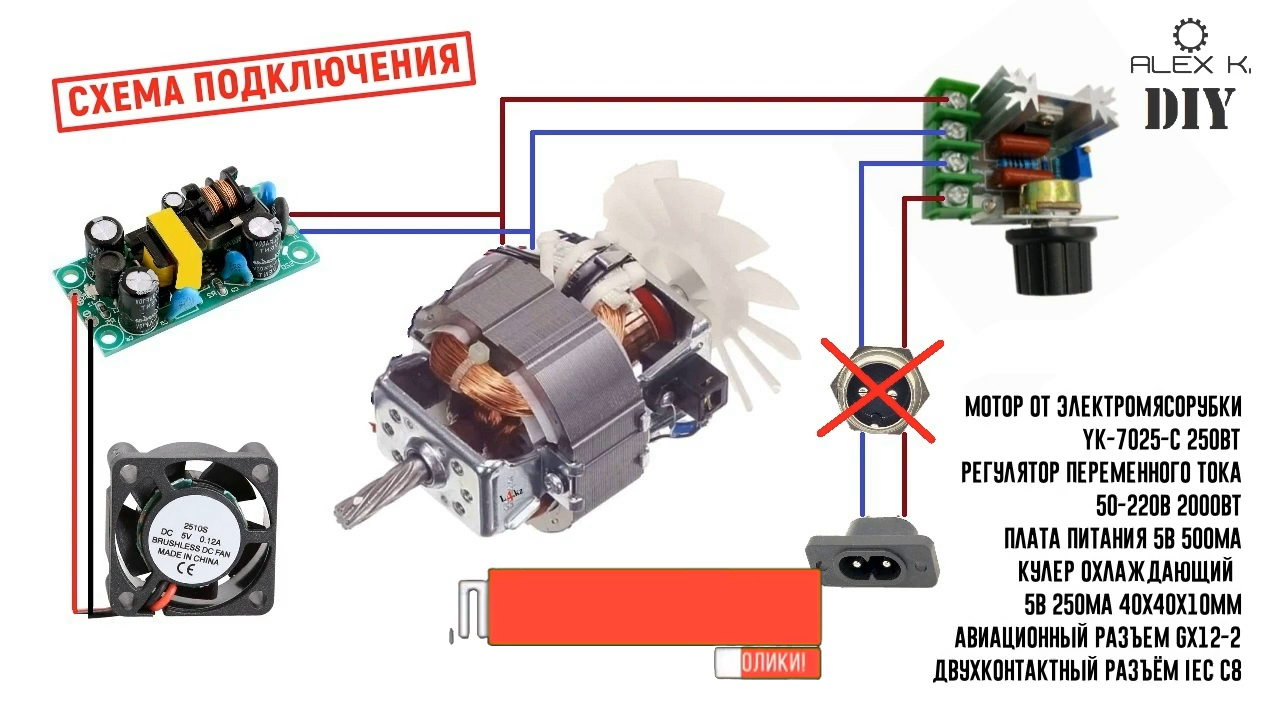 СХЕМА ПОДКЛЮЧЕНИЯ
ALEX K.
DIY
2510S
DC 5V 0.12A
BRUSHLESS DC FAN
MADE IN CHINA
CE
МОТОР ОТ ЭЛЕКТРОМЯСОРУБКИ
YK-7025-C 250ВТ
РЕГУЛЯТОР ПЕРЕМЕННОГО ТОКА
50-220В 2000ВТ
ПЛАТА ПИТАНИЯ 5В 500МА
КУЛЕР ОХЛАЖДАЮЩИЙ
5В 250МА 40Х40Х10ММ
АВИАЦИОННЫЙ РАЗЪЕМ GX12-2
ДВУХКОНТАКТНЫЙ РАЗЪЁМ IEC C8
ОЛИКИ!